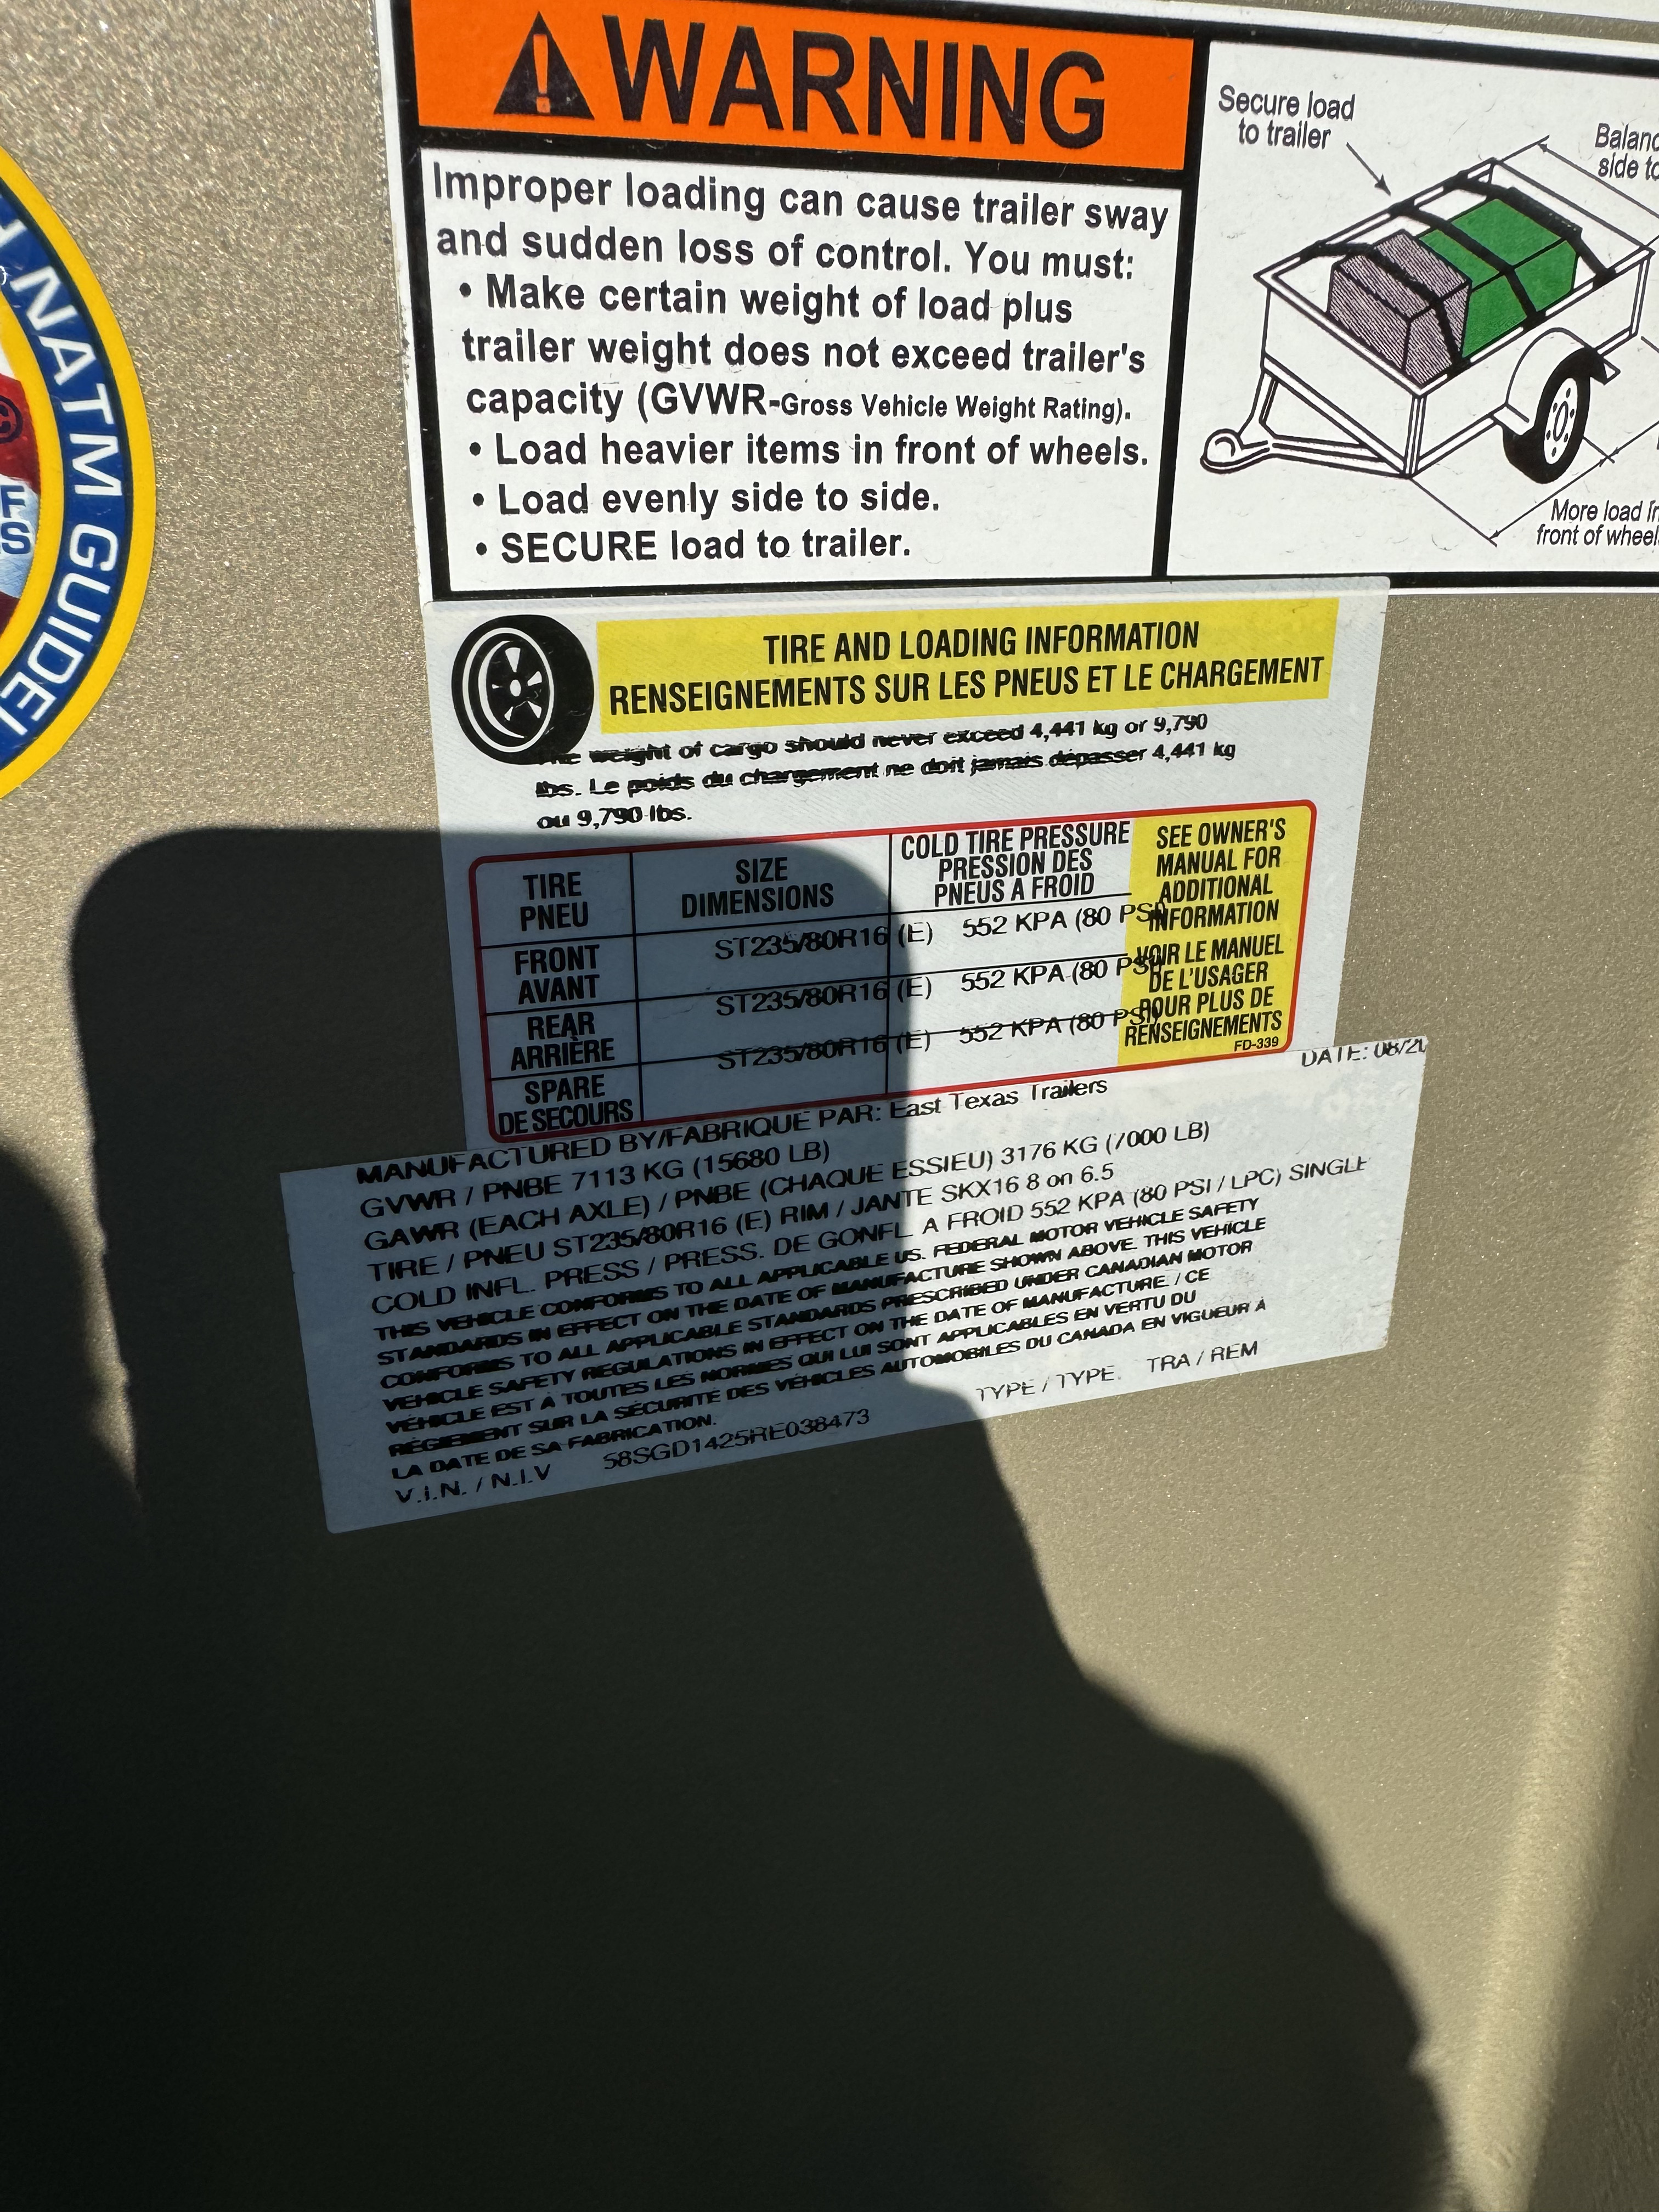 WARNING
Improper loading can cause trailer sway
and sudden loss of control. You must:
• Make certain weight of load plus
trailer weight does not exceed trailer's
capacity (GVWR-Gross Vehicle Weight Rating).
• Load heavier items in front of wheels.
• Load evenly side to side.
• SECURE load to trailer.
Secure load
to trailer
side to
More load
front of
NATM GUIDEL
TIRE AND LOADING INFORMATION
RENSEIGNEMENTS SUR LES PNEUS ET LE CHARGEMENT
The weight of cargo should never exceed 4,441 kg or 9,790
lbs. Le poids du chargement ne doit jamais dépasser 4,441 kg
ou 9,790 lbs.
TIRE
PNEU
SIZE
DIMENSIONS
COLD TIRE PRESSURE
PRESSION DES
PNEUS A FROID
SEE OWNER'S
MANUAL FOR
ADDITIONAL
INFORMATION
VOIR LE MANUEL
DE L'USAGER
POUR PLUS DE
RENSEIGNEMENTS
FD-339
FRONT
AVANT
ST235/80R16 (E) 552 KPA (80 PSI)
REAR
ARRIÈRE
ST235/80R16 (E) 552 KPA (80 PSI)
SPARE
DE SECOURS
ST235/80R16 (E) 552 KPA (80 PSI)
DATE: 08/20
MANUFACTURED BY/FABRIQUE PAR: East Texas Trailers
GVWR / PNBE 7113 KG (15680 LB)
GAWR (EACH AXLE) / PNBE (CHAQUE ESSIEU) 3176 KG (7000 LB)
TIRE / PNEU ST235/80R16 (E) RIM / JANTE SKX16 8 on 6.5
COLD INFL. PRESS / PRESS. DE GONFL. A FROID 552 KPA (80 PSI / LPC) SINGLE
THIS VEHICLE CONFORMS TO ALL APPLICABLE US. FEDERAL MOTOR VEHICLE SAFETY
STANDARDS IN EFFECT ON THE DATE OF MANUFACTURE SHOWN ABOVE. THIS VEHICLE
CONFORMS TO ALL APPLICABLE STANDARDS PRESCRIBED UNDER CANADIAN MOTOR
VEHICLE SAFETY REGULATIONS IN EFFECT ON THE DATE OF MANUFACTURE. / CE
VÉHICLE EST À TOUTES LES NORMES QUI LUI SONT APPLICABLES EN VERTU DU
RÈGIEMENT SUR LA SÉCURITÉ DES VÉHICLES AUTOMOBILES DU CANADA EN VIGUEUR À
LA DATE DE SA FABRICATION.
V.I.N. / N.I.V 58SGD1425RE038473 TYPE / TYPE. TRA / REM